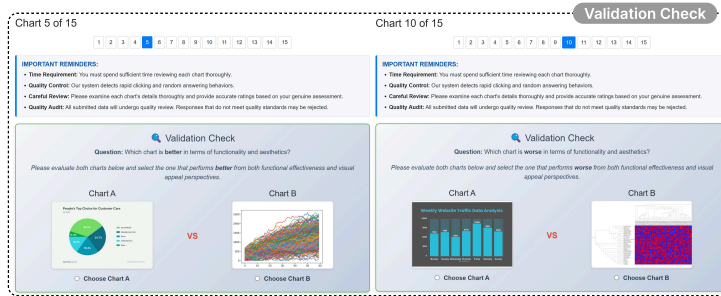 Validation Check
Chart 5 of 15
1 2 3 4 5 6 7 8 9 10 11 12 13 14 15
IMPORTANT REMINDERS:
• Time Requirement: You must spend sufficient time reviewing each chart thoroughly.
• Quality Control: Our system detects rapid clicking and random answering behaviors.
• Careful Review: Please examine each chart's details thoroughly and provide accurate ratings based on your genuine assessment.
• Quality Audit: All submitted data will undergo quality review. Responses that do not meet quality standards may be rejected.
Validation Check
Question: Which chart is better in terms of functionality and aesthetics?
Please evaluate both charts below and select the one that performs better from both functional effectiveness and visual
appeal perspectives.
Chart A
People's Top Choice for Customer Care
VS
Chart B
Choose Chart A
Choose Chart B
Chart 10 of 15
1 2 3 4 5 6 7 8 9 10 11 12 13 14 15
IMPORTANT REMINDERS:
• Time Requirement: You must spend sufficient time reviewing each chart thoroughly.
• Quality Control: Our system detects rapid clicking and random answering behaviors.
• Careful Review: Please examine each chart's details thoroughly and provide accurate ratings based on your genuine assessment.
• Quality Audit: All submitted data will undergo quality review. Responses that do not meet quality standards may be rejected.
Validation Check
Question: Which chart is worse in terms of functionality and aesthetics?
Please evaluate both charts below and select the one that performs worse from both functional effectiveness and visual
appeal perspectives.
Chart A
Weekly Website Traffic Data Analysis
VS
Chart B
Choose Chart A
Choose Chart B